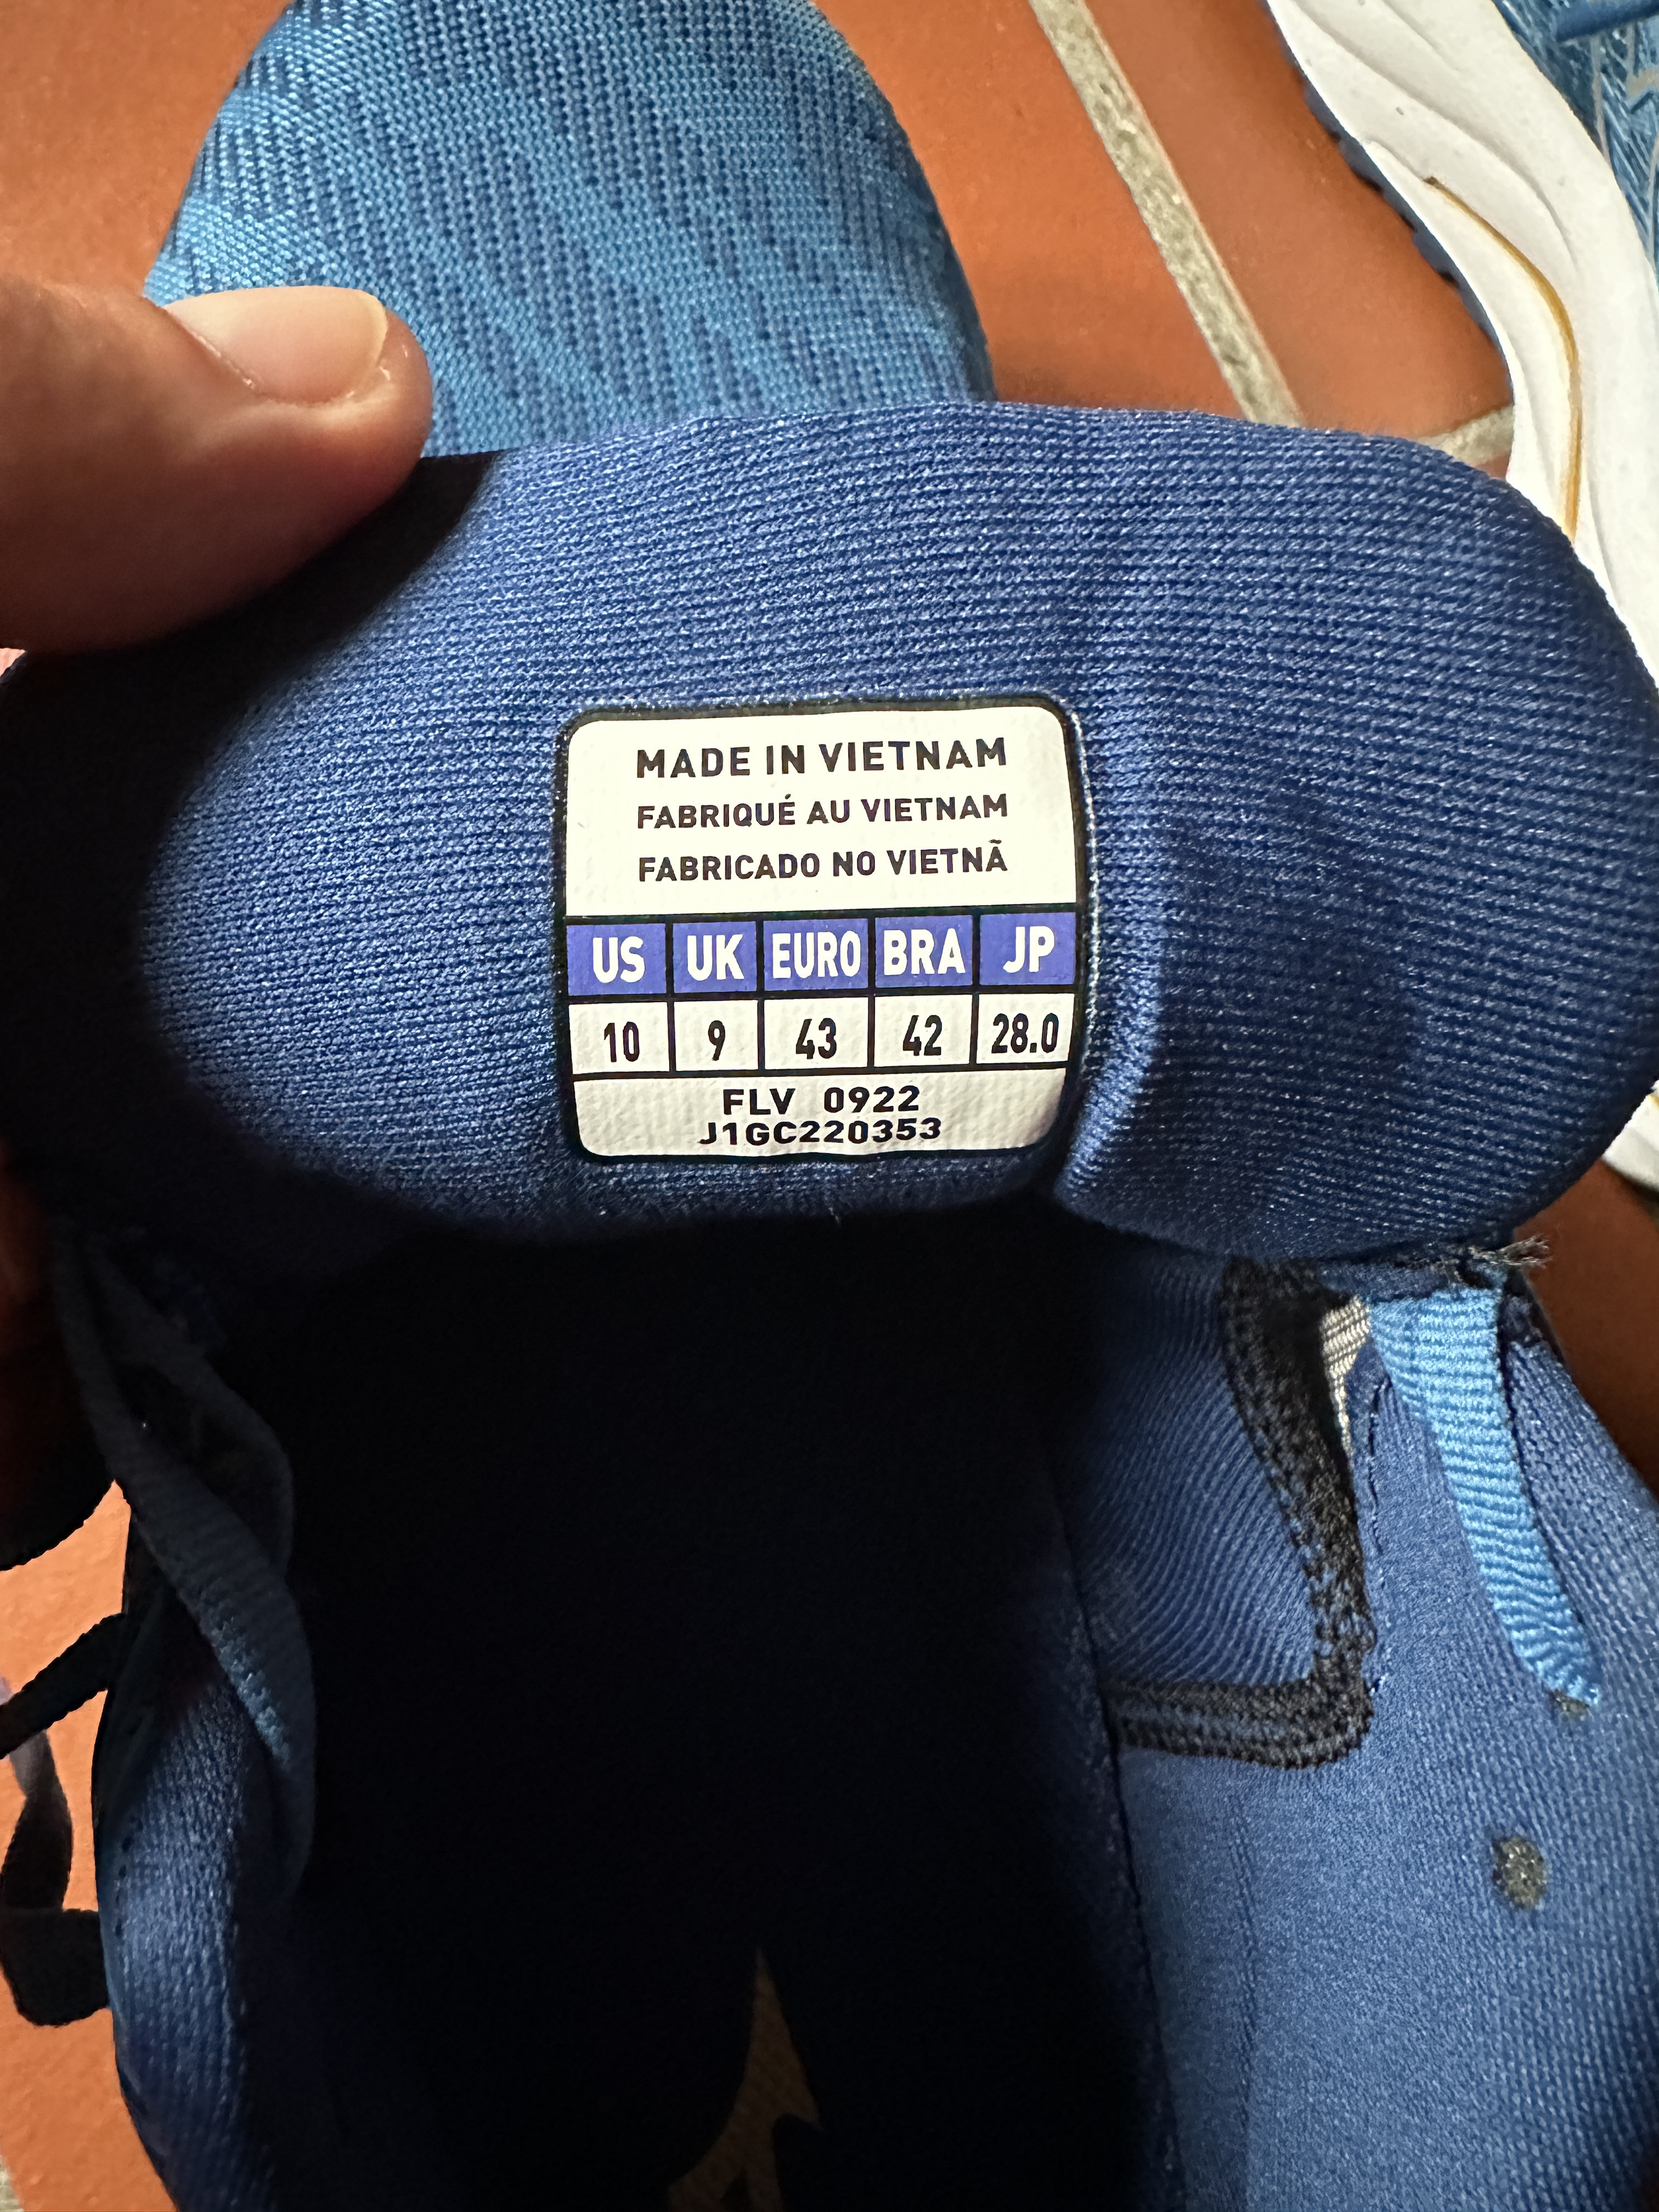 MADE IN VIETNAM
FABRIQUÉ AU VIETNAM
FABRICADO NO VIETNÃ
US UK EURO BRA JP
10 9 43 42 28.0
FLV 0922
J1GC220353